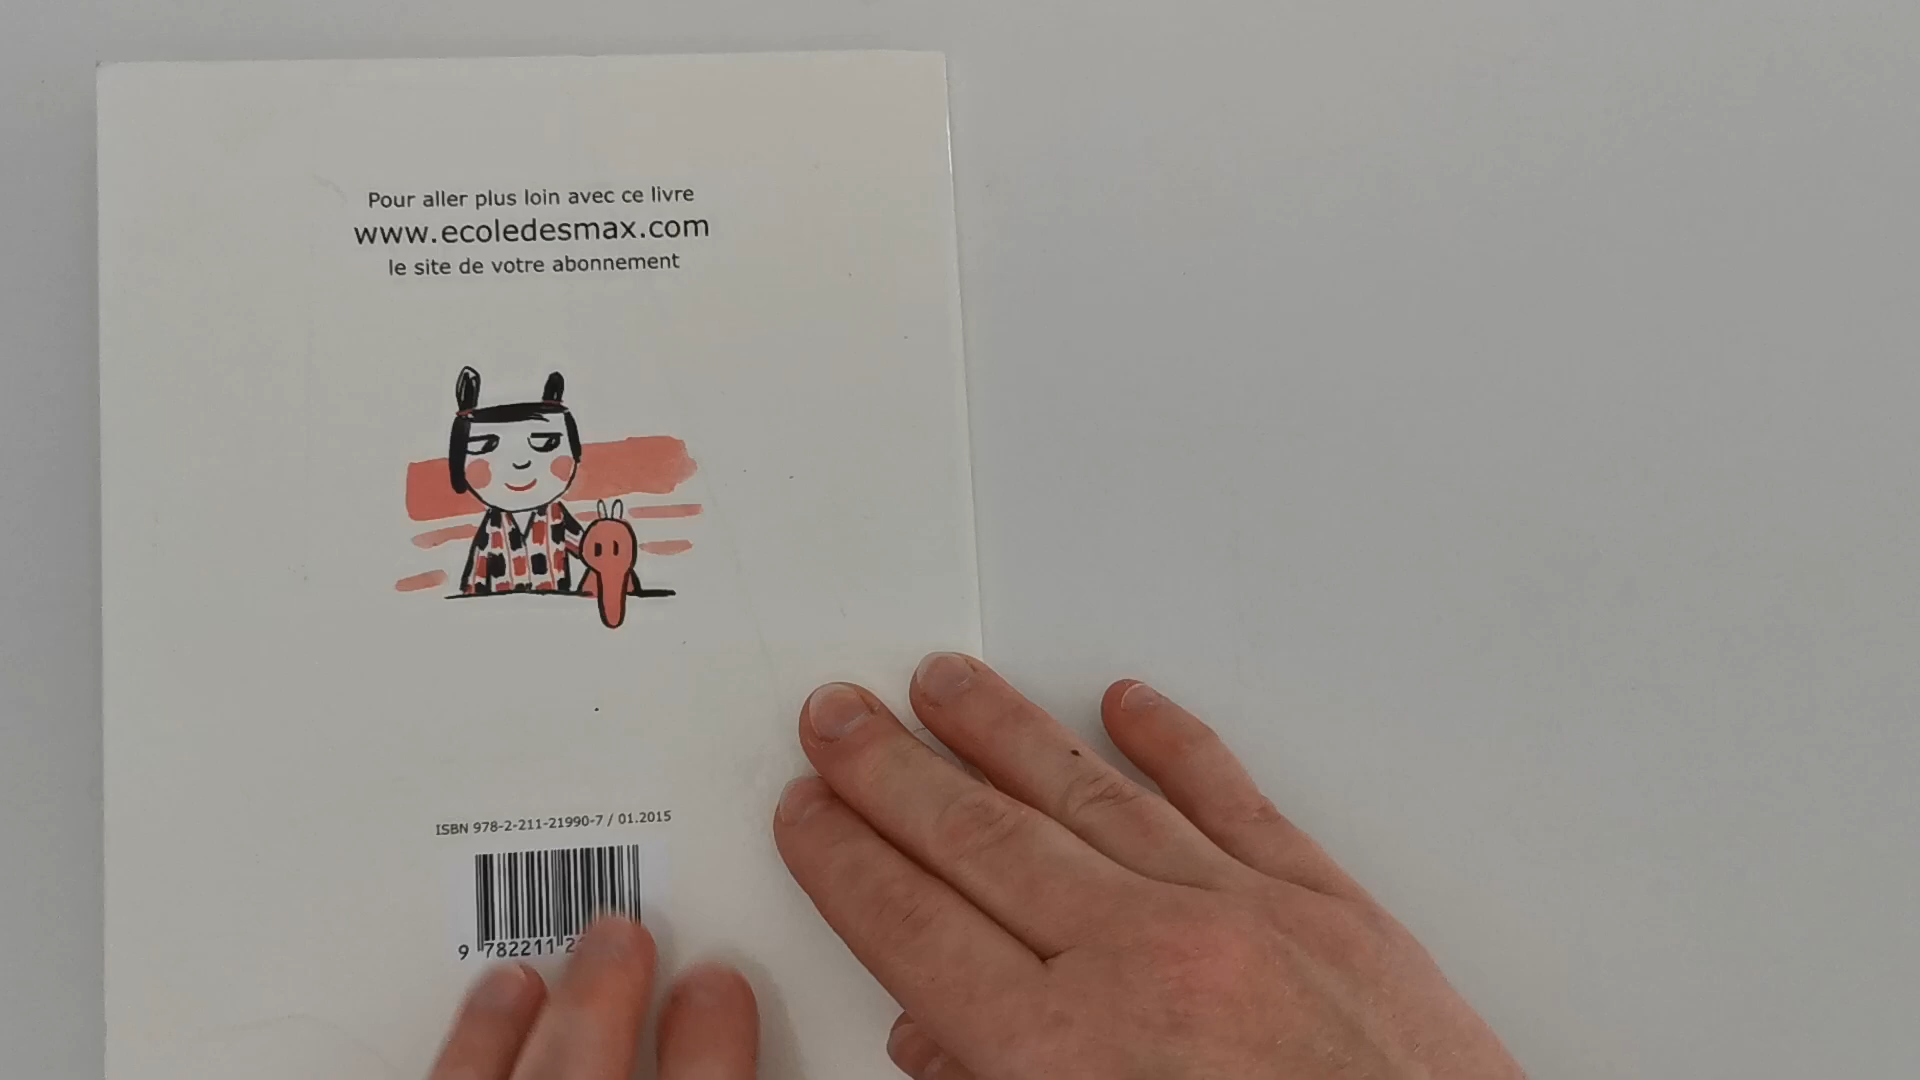 Pour aller plus loin avec ce livre
www.ecoledesmax.com
le site de votre abonnement
ISBN 978-2-211-21990-7 / 01.2015
9 782211 2